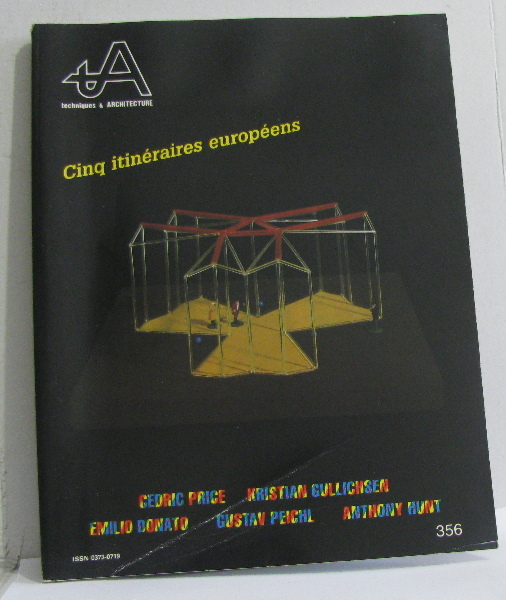 tA
techniques & ARCHITECTURE
Cinq itinéraires européens
CEDRIC PRICE KRISTIAN GULLICHSEN
EMILIO DONATO GUSTAV PEICHL ANTHONY HUNT
356
ISSN 0373-0719